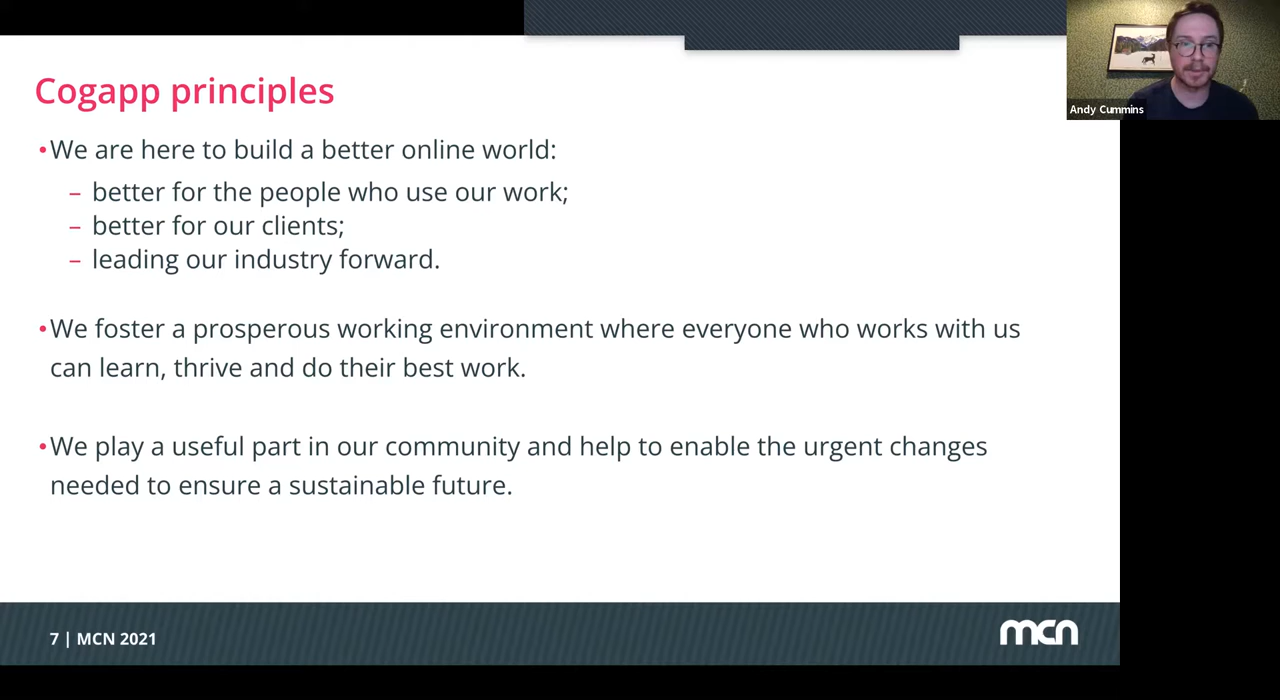 Cogapp principles
•We are here to build a better online world:
– better for the people who use our work;
– better for our clients;
– leading our industry forward.
•We foster a prosperous working environment where everyone who works with us
can learn, thrive and do their best work.
•We play a useful part in our community and help to enable the urgent changes
needed to ensure a sustainable future.
7 | MCN 2021
mcn
Andy Cummins